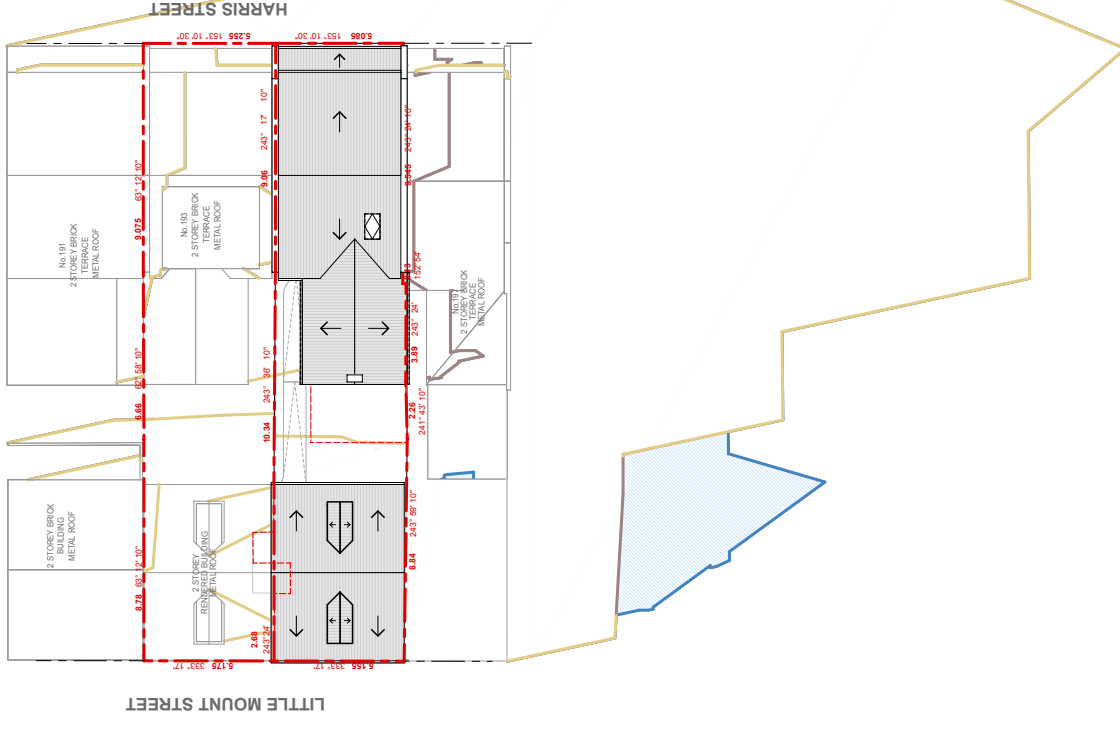 HARRIS STREET
5.255 153° 10' 30"
5.085 153° 10' 30"
243° 17' 10"
9.06
243° 24' 10"
9.545
63° 12' 10"
9.075
No.191
2 STOREY BRICK
TERRACE
METAL ROOF
No.193
2 STOREY BRICK
TERRACE
METAL ROOF
152°54'
No.197
2 STOREY BRICK
TERRACE
METAL ROOF
243° 24'
3.89
62° 58' 10"
6.66
243° 36' 10"
10.34
2.26
241° 43' 10"
2 STOREY BRICK
BUILDING
METAL ROOF
63° 12' 10"
8.78
2 STOREY
RENDERED BUILDING
METAL ROOF
243° 59' 10"
8.84
2.68
243°24'
5.175 333° 17'
5.155 333° 17'
LITTLE MOUNT STREET